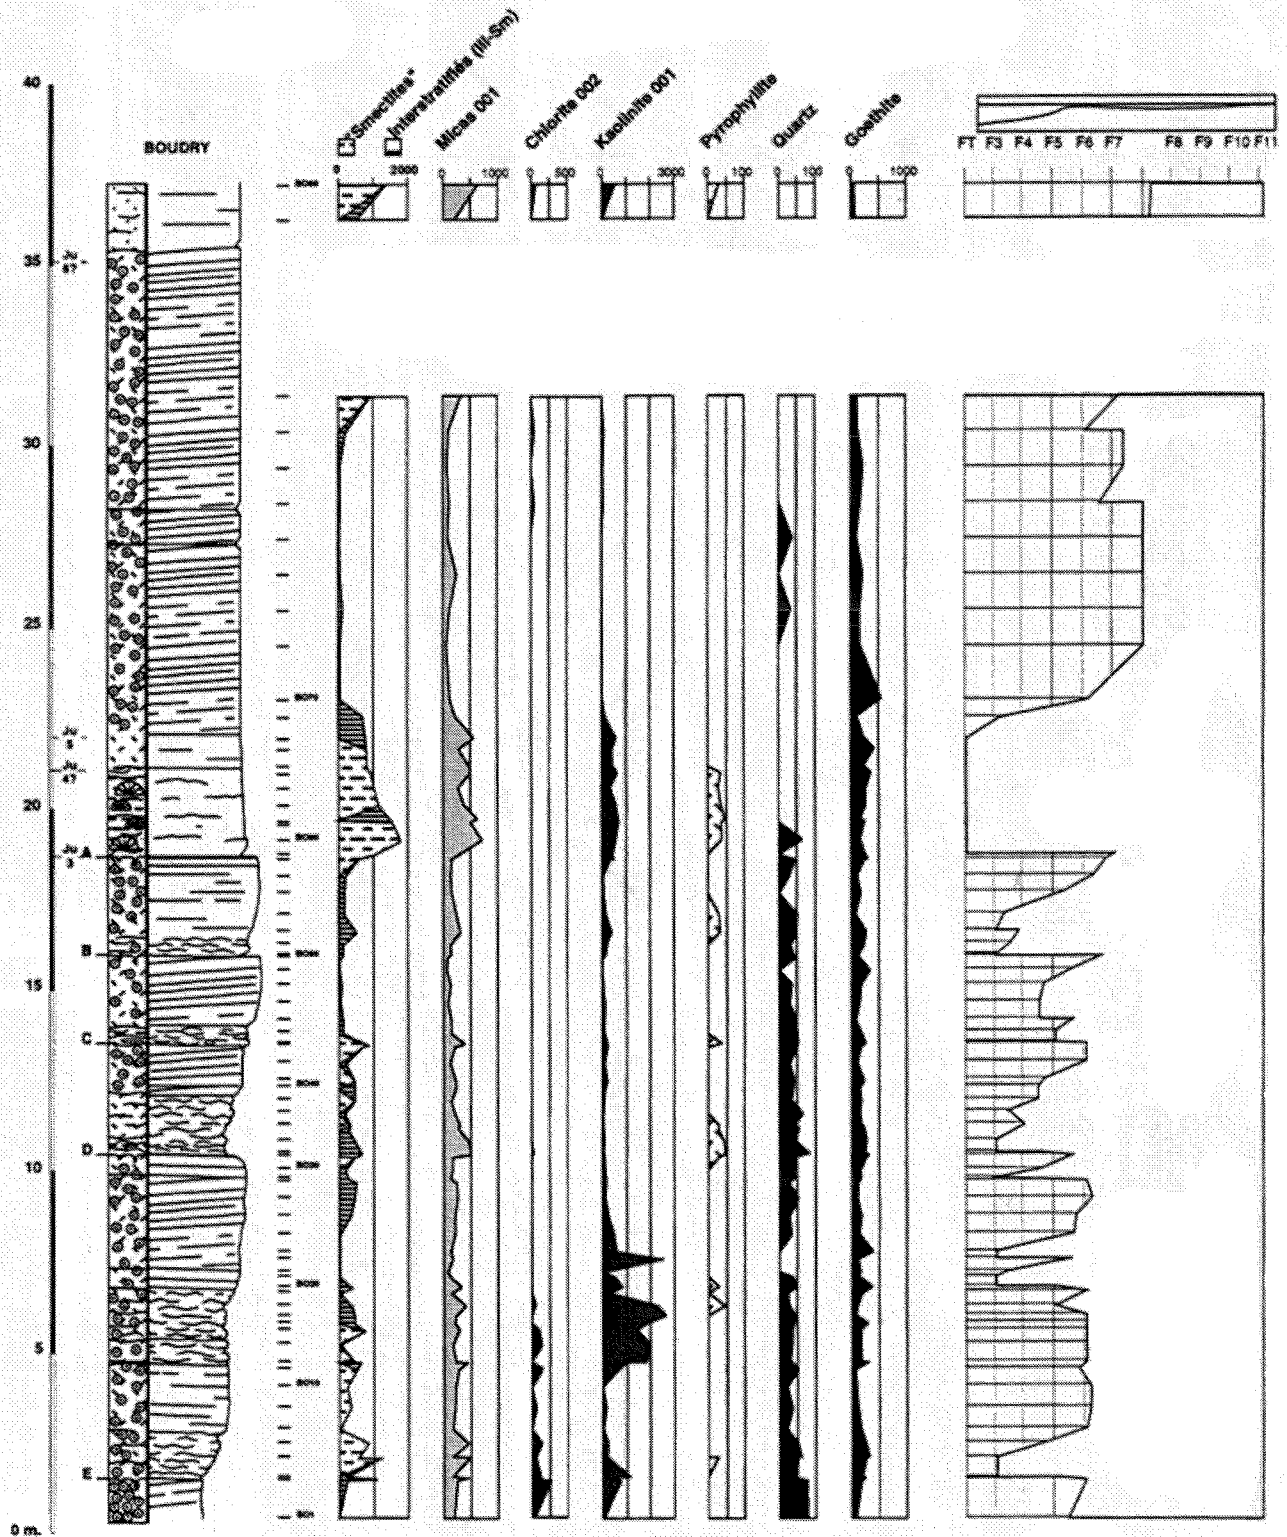 Smectites*
Interstratifiés (Ill-Sm)
Micas 001
Chlorite 002
Kaolinite 001
Pyrophyllite
Quartz
Goethite
BOUDRY
FT F3 F4 F5 F6 F7 F8 F9 F10 F11
0 2000
0 1000
0 500
0 3000
0 100
0 100
0 1000
40
35
30
25
20
15
10
5
0 m.
A
B
C
D
E